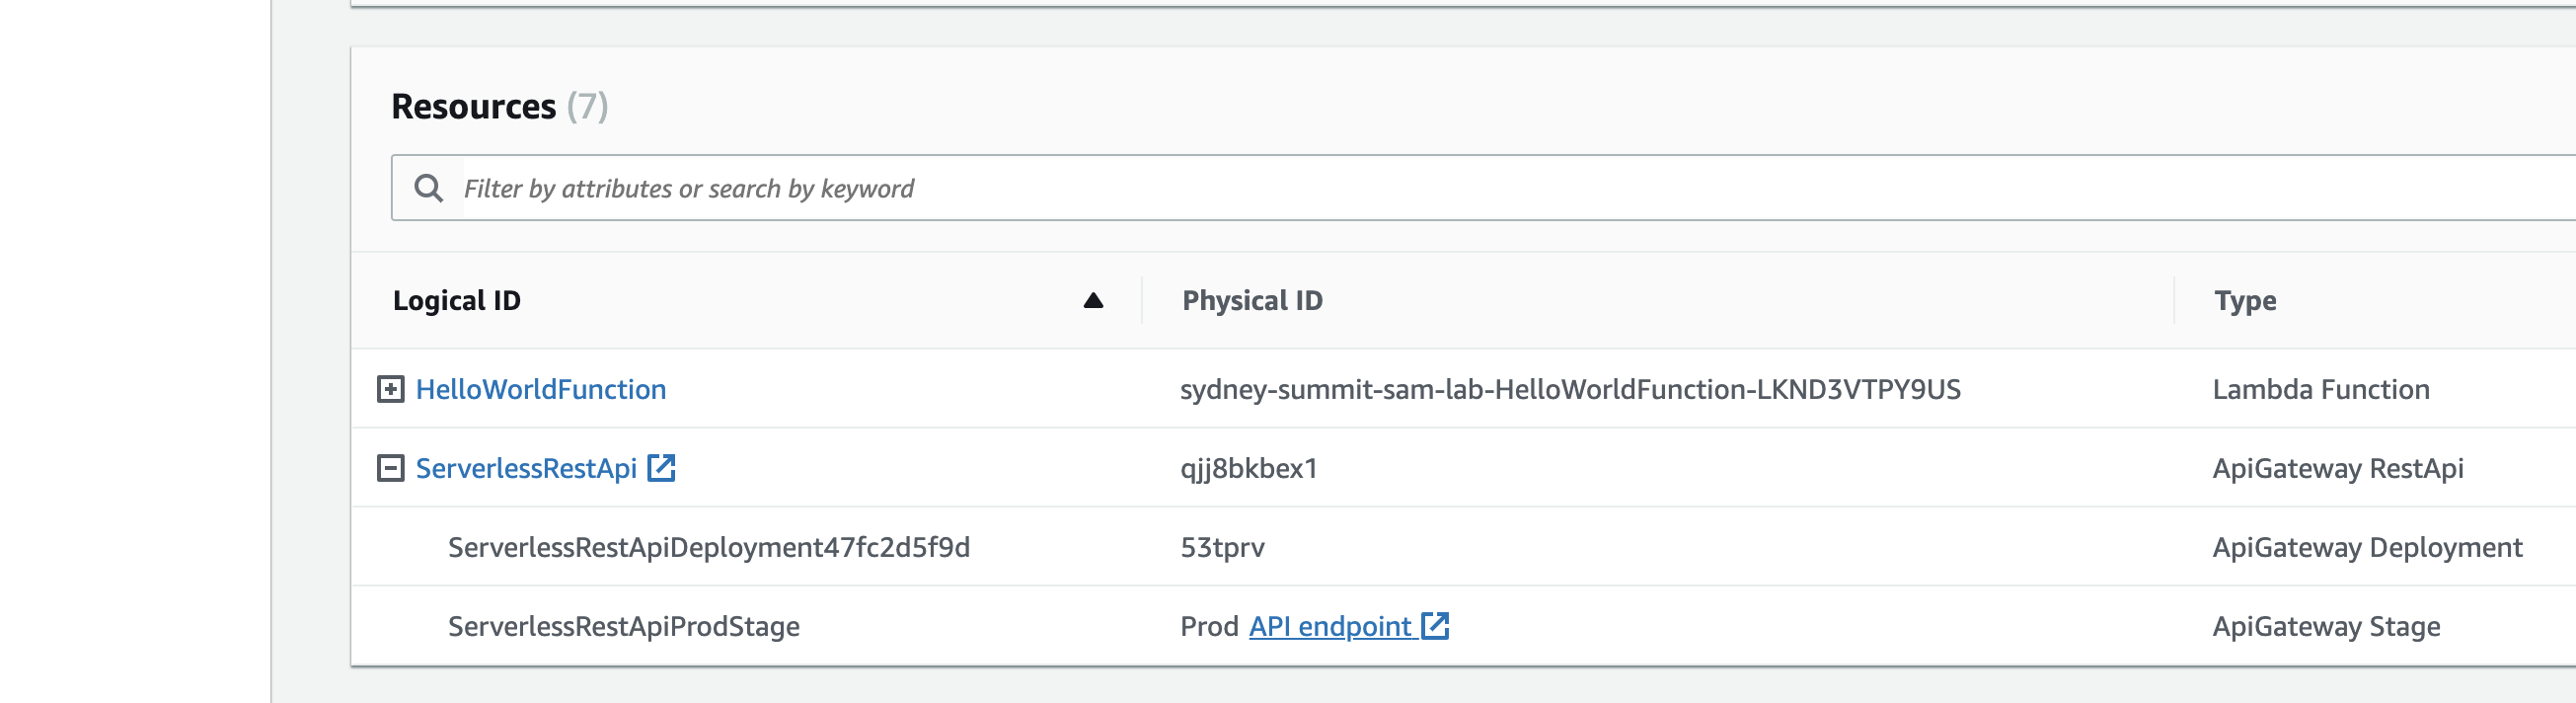 Resources (7)
Filter by attributes or search by keyword
Logical ID Physical ID Type
HelloWorldFunction sydney-summit-sam-lab-HelloWorldFunction-LKND3VTPY9US Lambda Function
ServerlessRestApi qjj8bkbex1 ApiGateway RestApi
ServerlessRestApiDeployment47fc2d5f9d 53tprv ApiGateway Deployment
ServerlessRestApiProdStage Prod API endpoint ApiGateway Stage